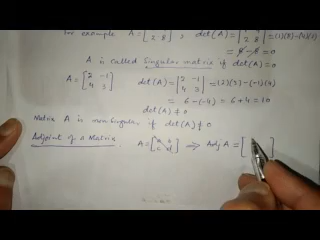 For example A = [ 2 8 ], det(A) = | 2 8 | = (1)(8)-(4)(2)
= 8 - 8 = 0
A is called Singular matrix if det(A) = 0
A = [2 -1 4 3] det(A) = |2 -1 4 3| = (2)(3) - (-1)(4)
= 6 - (-4) = 6 + 4 = 10
det(A) ≠ 0
Matrix A is non-Singular if det(A) ≠ 0
Adjoint of a Matrix A = [a b c d] ⇒ Adj A = [ ]